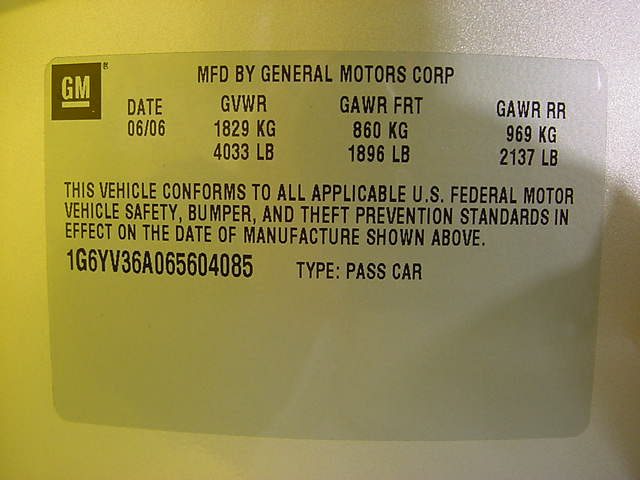 GM ®
MFD BY GENERAL MOTORS CORP
DATE GVWR GAWR FRT GAWR RR
06/06 1829 KG 860 KG 969 KG
4033 LB 1896 LB 2137 LB
THIS VEHICLE CONFORMS TO ALL APPLICABLE U.S. FEDERAL MOTOR
VEHICLE SAFETY, BUMPER, AND THEFT PREVENTION STANDARDS IN
EFFECT ON THE DATE OF MANUFACTURE SHOWN ABOVE.
1G6YV36A065604085 TYPE: PASS CAR